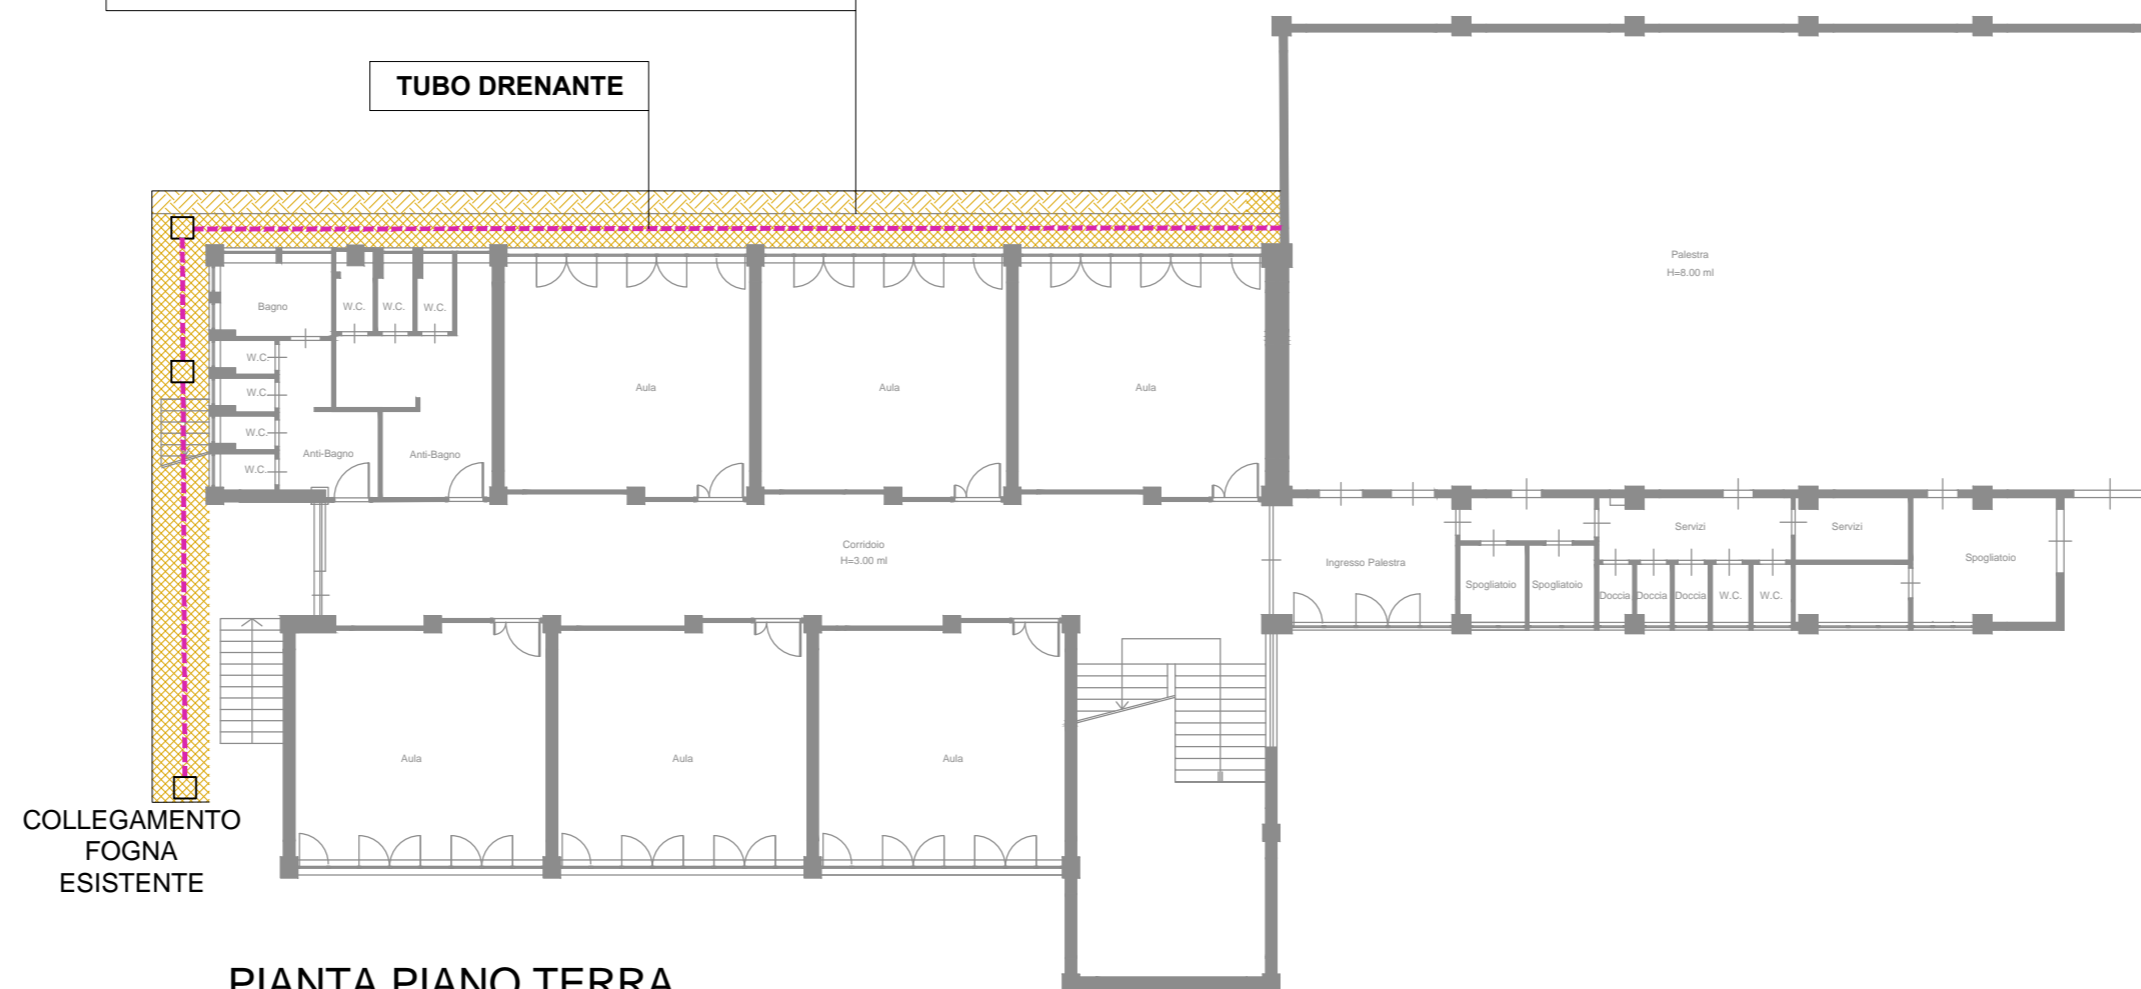 TUBO DRENANTE
Palestra
H=8.00 ml
Bagno
W.C.
W.C.
W.C.
W.C.
W.C.
W.C.
W.C.
Anti-Bagno
Anti-Bagno
Aula
Aula
Aula
Corridoio
H=3.00 ml
Ingresso Palestra
Spogliatoio
Spogliatoio
Servizi
Doccia
Doccia
Doccia
W.C.
W.C.
Servizi
Spogliatoio
Aula
Aula
Aula
COLLEGAMENTO
FOGNA
ESISTENTE
PIANTA PIANO TERRA